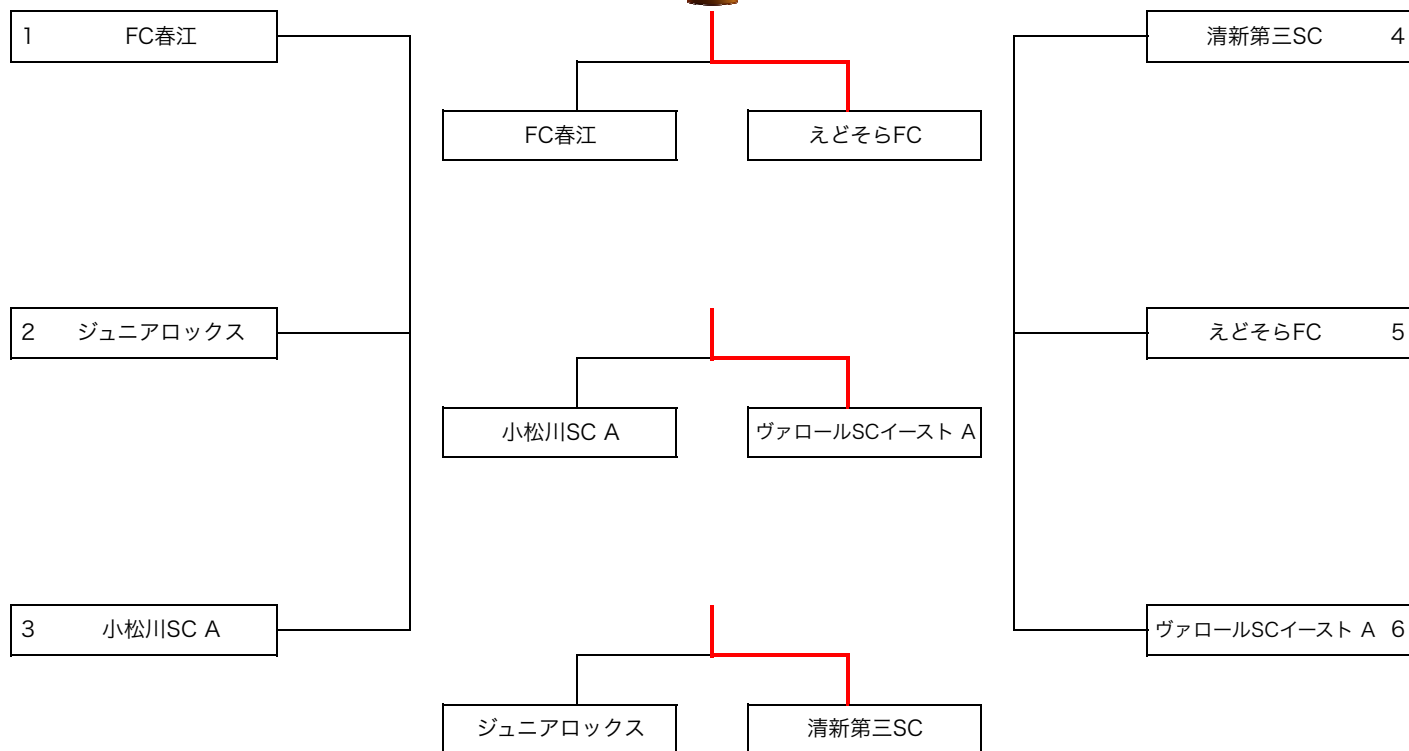 1 FC春江
清新第三SC 4
FC春江
えどそらFC
2 ジュニアロックス
えどそらFC 5
小松川SC A
ヴァロールSCイースト A
3 小松川SC A
ヴァロールSCイースト A 6
ジュニアロックス
清新第三SC